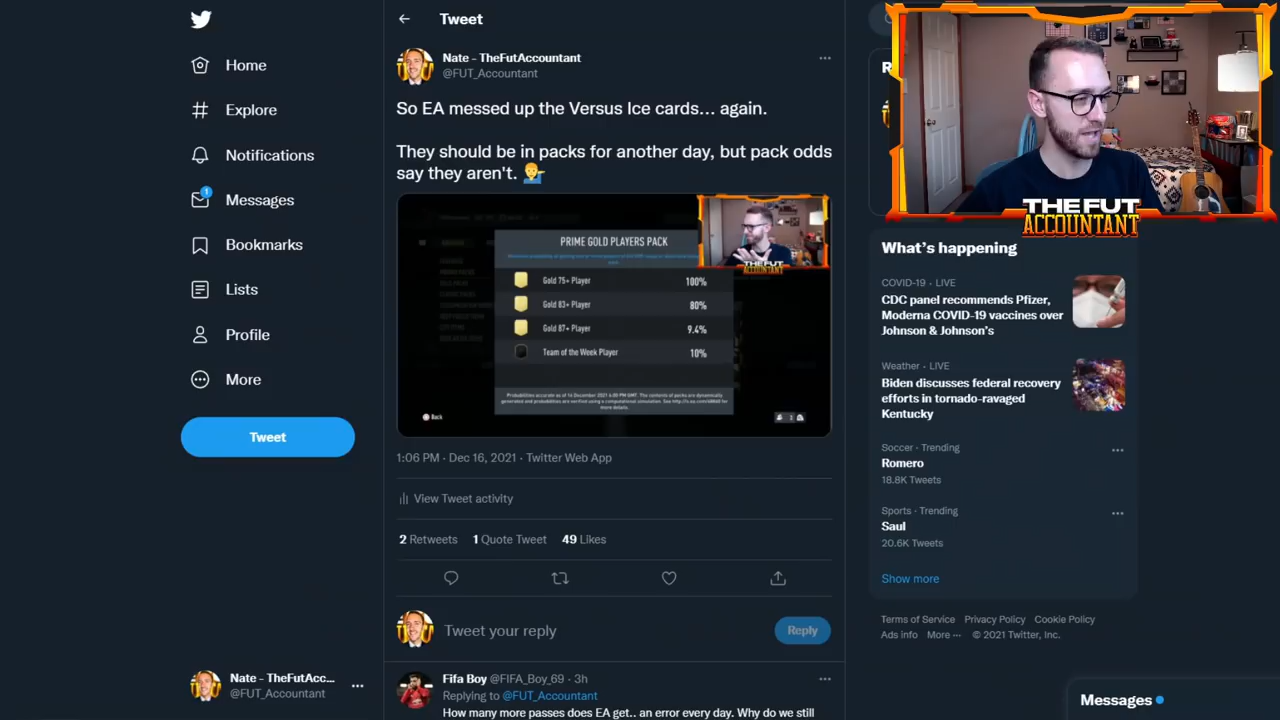 Home
Explore
Notifications
1
Messages
Bookmarks
Lists
Profile
More
Tweet
Nate - TheFutAcc...
@FUT_Accountant
Tweet
Nate - TheFutAccountant
@FUT_Accountant
So EA messed up the Versus Ice cards... again.
They should be in packs for another day, but pack odds
say they aren't.
PRIME GOLD PLAYERS PACK
Gold 75+ Player 100%
Gold 83+ Player 80%
Gold 87+ Player 9.4%
Team of the Week Player 10%
Back
THE FUT
ACCOUNTANT
1:06 PM · Dec 16, 2021 · Twitter Web App
View Tweet activity
2 Retweets 1 Quote Tweet 49 Likes
Tweet your reply
Reply
Fifa Boy @FIFA_Boy_69 · 3h
Replying to @FUT_Accountant
How many more passes does EA get.. an error every day. Why do we still
THE FUT
ACCOUNTANT
What's happening
COVID-19 · LIVE
CDC panel recommends Pfizer,
Moderna COVID-19 vaccines over
Johnson & Johnson's
Weather · LIVE
Biden discusses federal recovery
efforts in tornado-ravaged
Kentucky
Soccer · Trending
Romero
18.8K Tweets
Sports · Trending
Saul
20.6K Tweets
Show more
Terms of Service Privacy Policy Cookie Policy
Ads info More ··· © 2021 Twitter, Inc.
Messages